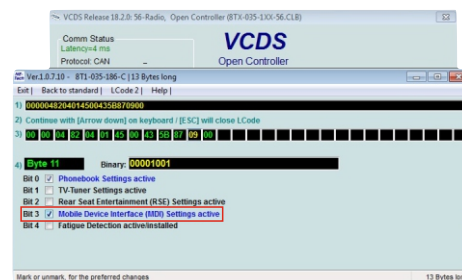 VCDS Release 18.2.0: 56-Radio, Open Controller (8TX-035-1XX-56.CLB)
Comm Status
Latency=4 ms
Protocol: CAN
VCDS
Open Controller
Ver.1.0.7.10 - 8T1-035-186-C | 13 Bytes long
Exit | Back to standard | LCode 2 | Help |
1) 0000048204014500435B870900
2) Continue with [Arrow down] on keyboard / [ESC] will close LCode
3) 00 00 04 82 04 01 45 00 43 5B 87 09 00
4) Byte 11 Binary: 00001001
Bit 0 Phonebook Settings active
Bit 1 TV-Tuner Settings active
Bit 2 Rear Seat Entertainment (RSE) Settings active
Bit 3 Mobile Device Interface (MDI) Settings active
Bit 4 Fatigue Detection active/installed
Mark or unmark, for the preferred changes
13 Bytes lon